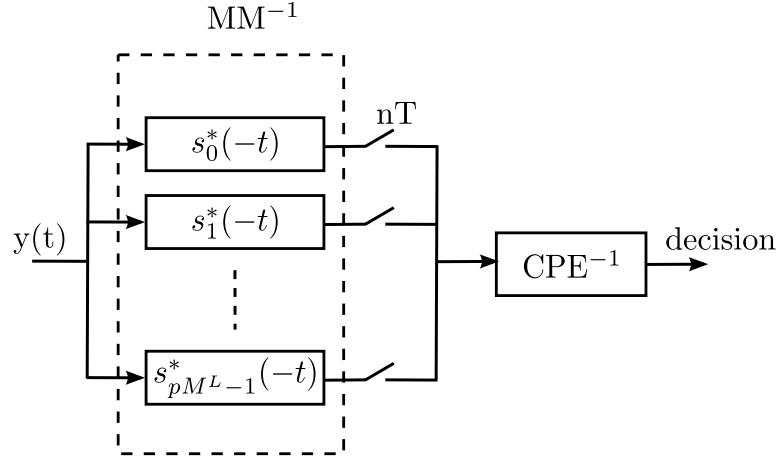 MM⁻¹
nT
s₀*(−t)
s₁*(−t)
y(t)
decision
CPE⁻¹
s*_{pM^L−1}(−t)